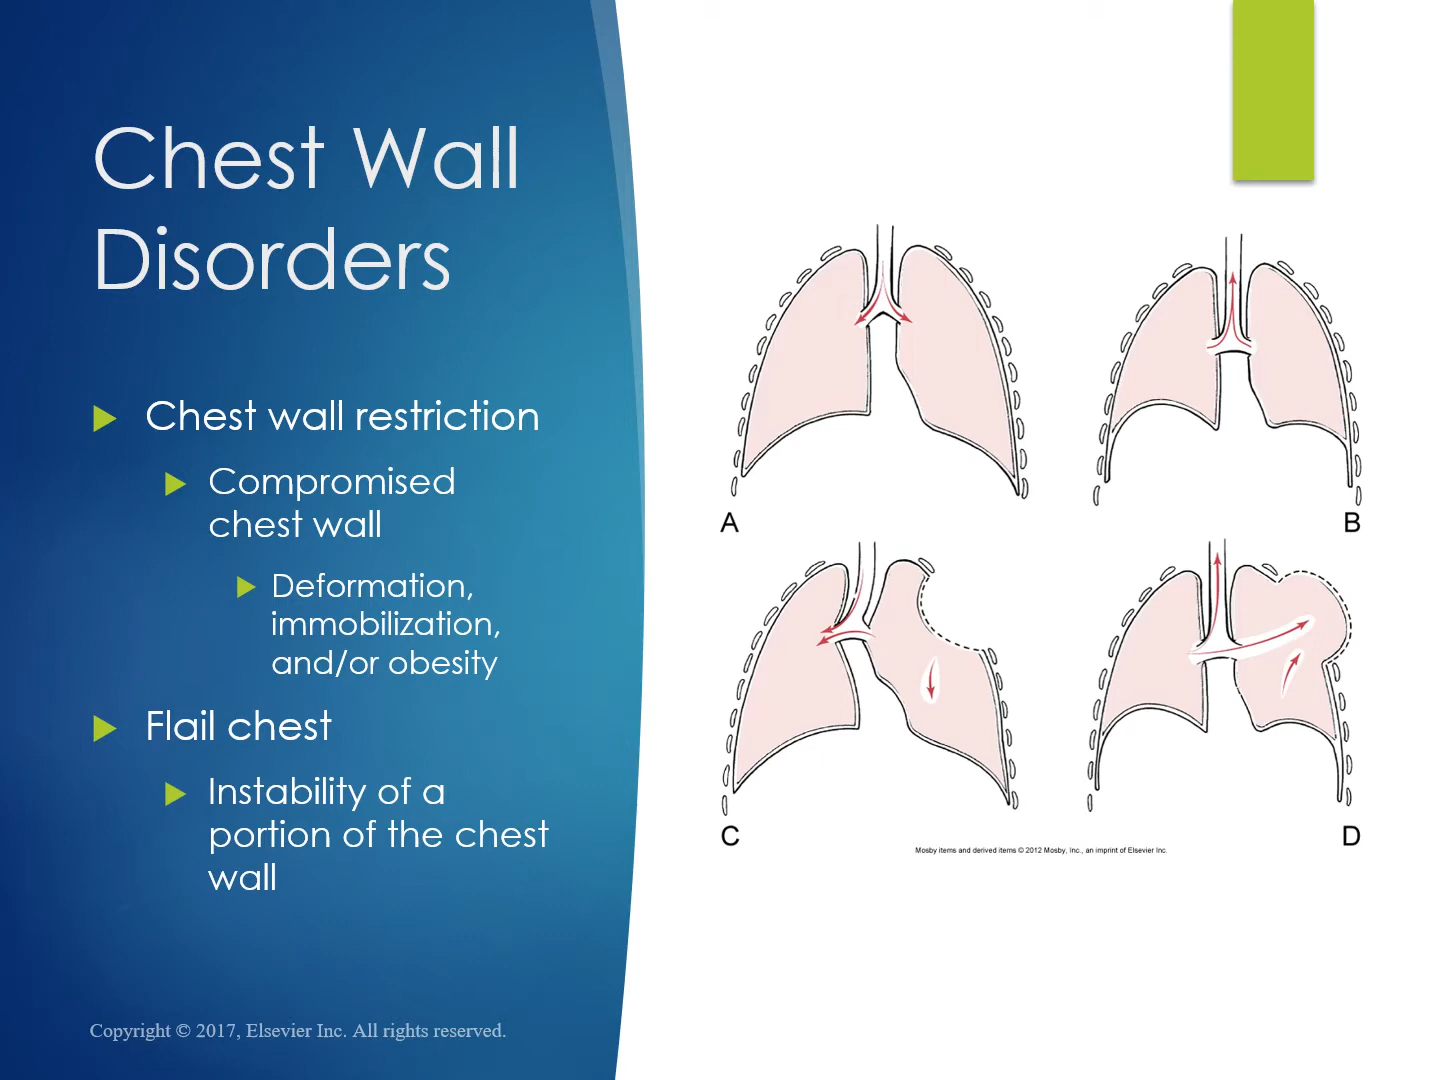 Chest Wall
Disorders
Chest wall restriction
Compromised
chest wall
Deformation,
immobilization,
and/or obesity
Flail chest
Instability of a
portion of the chest
wall
Copyright © 2017, Elsevier Inc. All rights reserved.
A
B
C
D
Mosby items and derived items © 2012 Mosby, Inc., an imprint of Elsevier Inc.